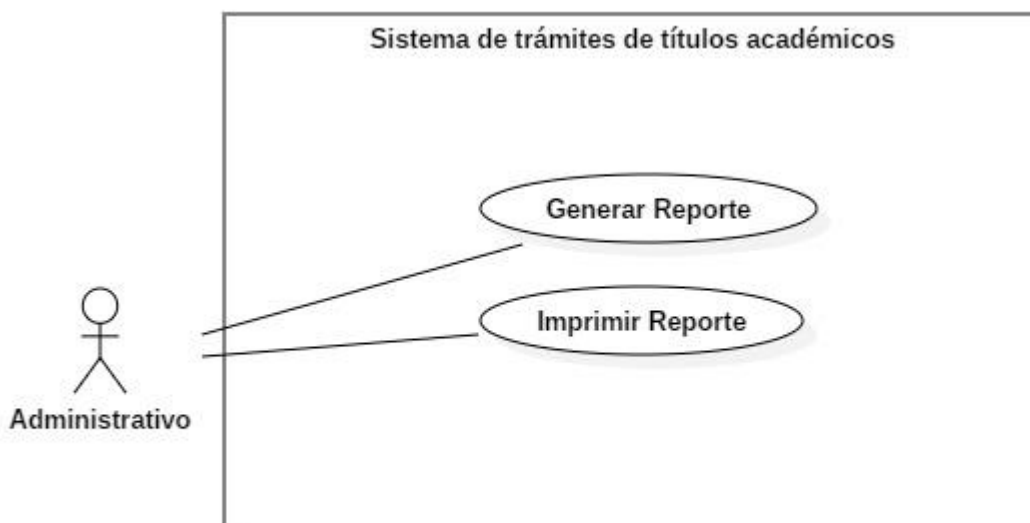 Sistema de trámites de títulos académicos
Generar Reporte
Imprimir Reporte
Administrativo